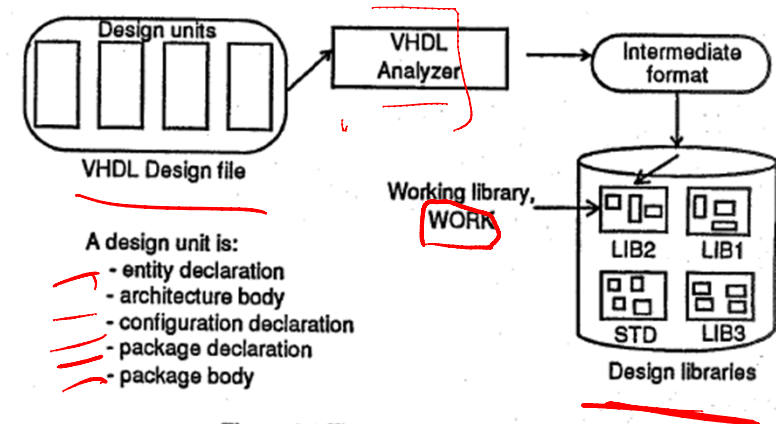 Design units
VHDL
Analyzer
Intermediate
format
VHDL Design file
Working library,
WORK
LIB2
LIB1
STD
LIB3
Design libraries
A design unit is:
- entity declaration
- architecture body
- configuration declaration
- package declaration
- package body